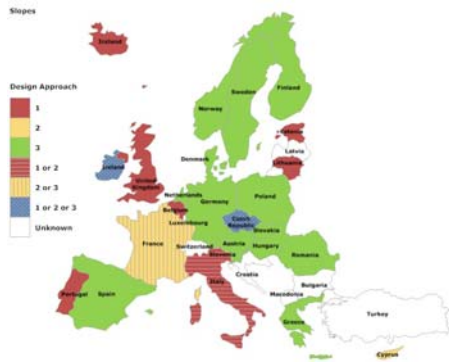 Slopes
Iceland
Design Approach
1
2
3
1 or 2
2 or 3
1 or 2 or 3
Unknown
Finland
Sweden
Norway
Estonia
Latvia
Lithuania
Denmark
Ireland
United
Kingdom
Netherlands
Belgium
Germany
Poland
Luxembourg
Czech
Republic
Slovakia
France
Switzerland
Austria
Hungary
Slovenia
Romania
Croatia
Italy
Bulgaria
Macedonia
Portugal
Spain
Turkey
Greece
Cyprus